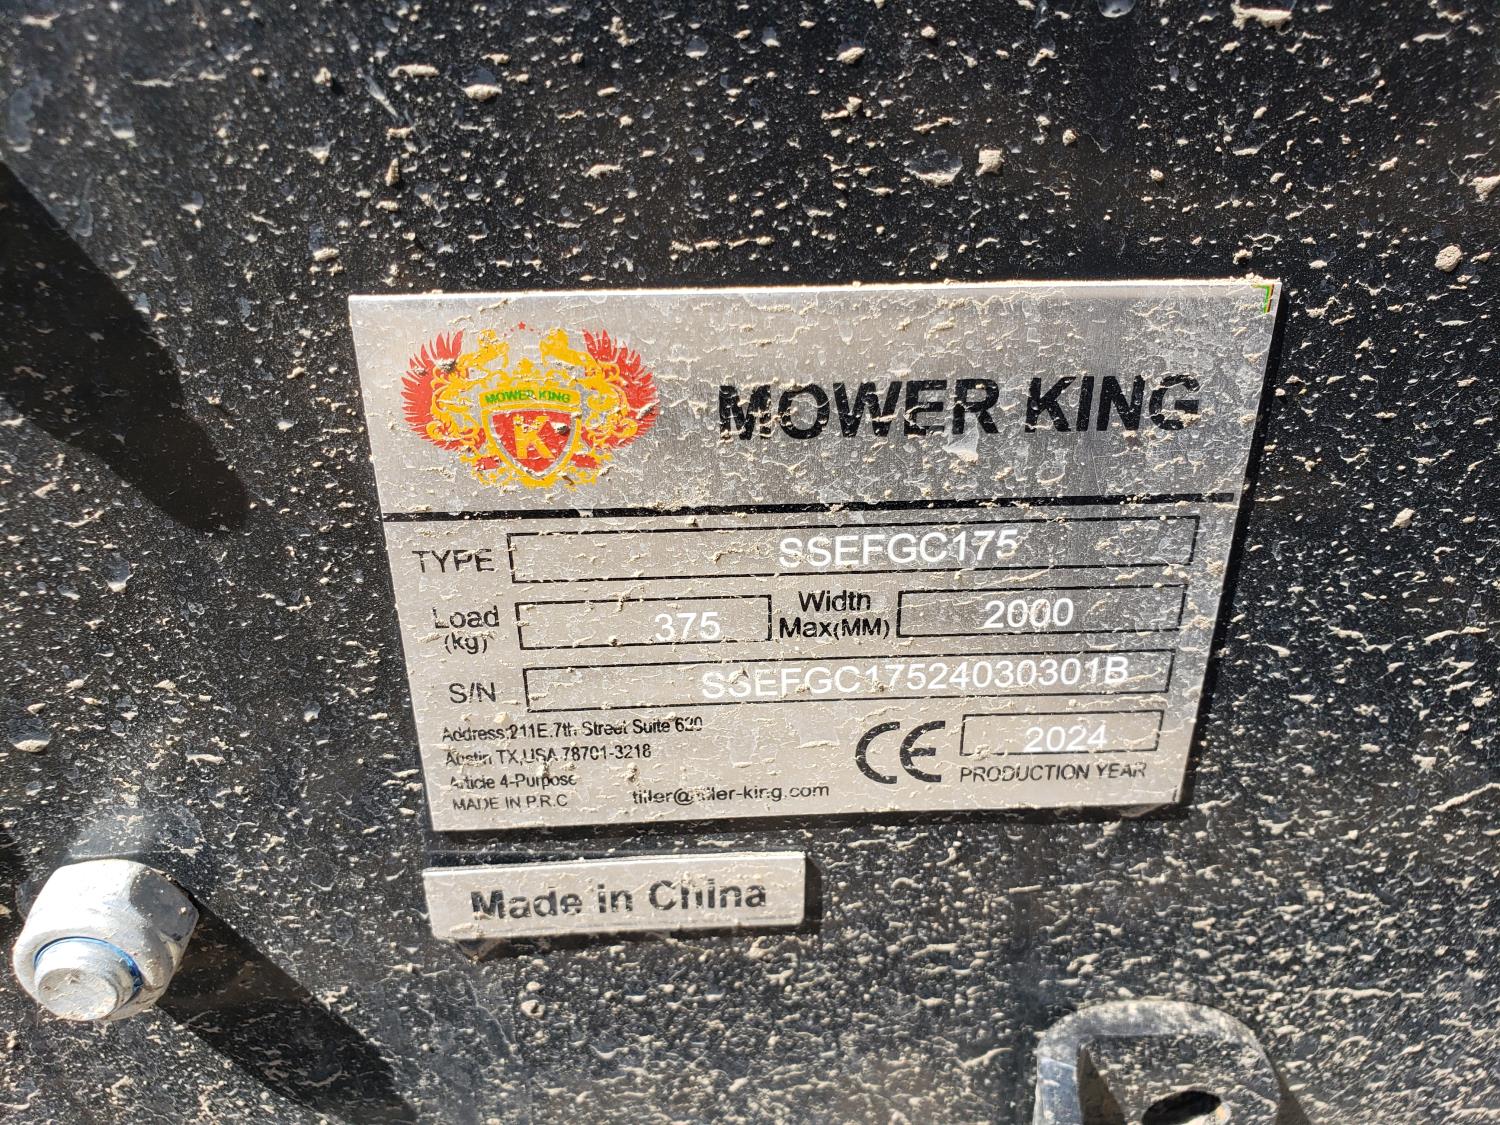 MOWER KING
K
MOWER KING
TYPE SSEFGC175
Load (kg) 375 Width Max(MM) 2000
S/N SSEFGC17524030301B
Address:211E.7th Street Suite 620
Austin TX,USA 78701-3218
Article 4-Purpose
MADE IN P.R.C
tiller@tiller-king.com
CE
2024
PRODUCTION YEAR
Made in China